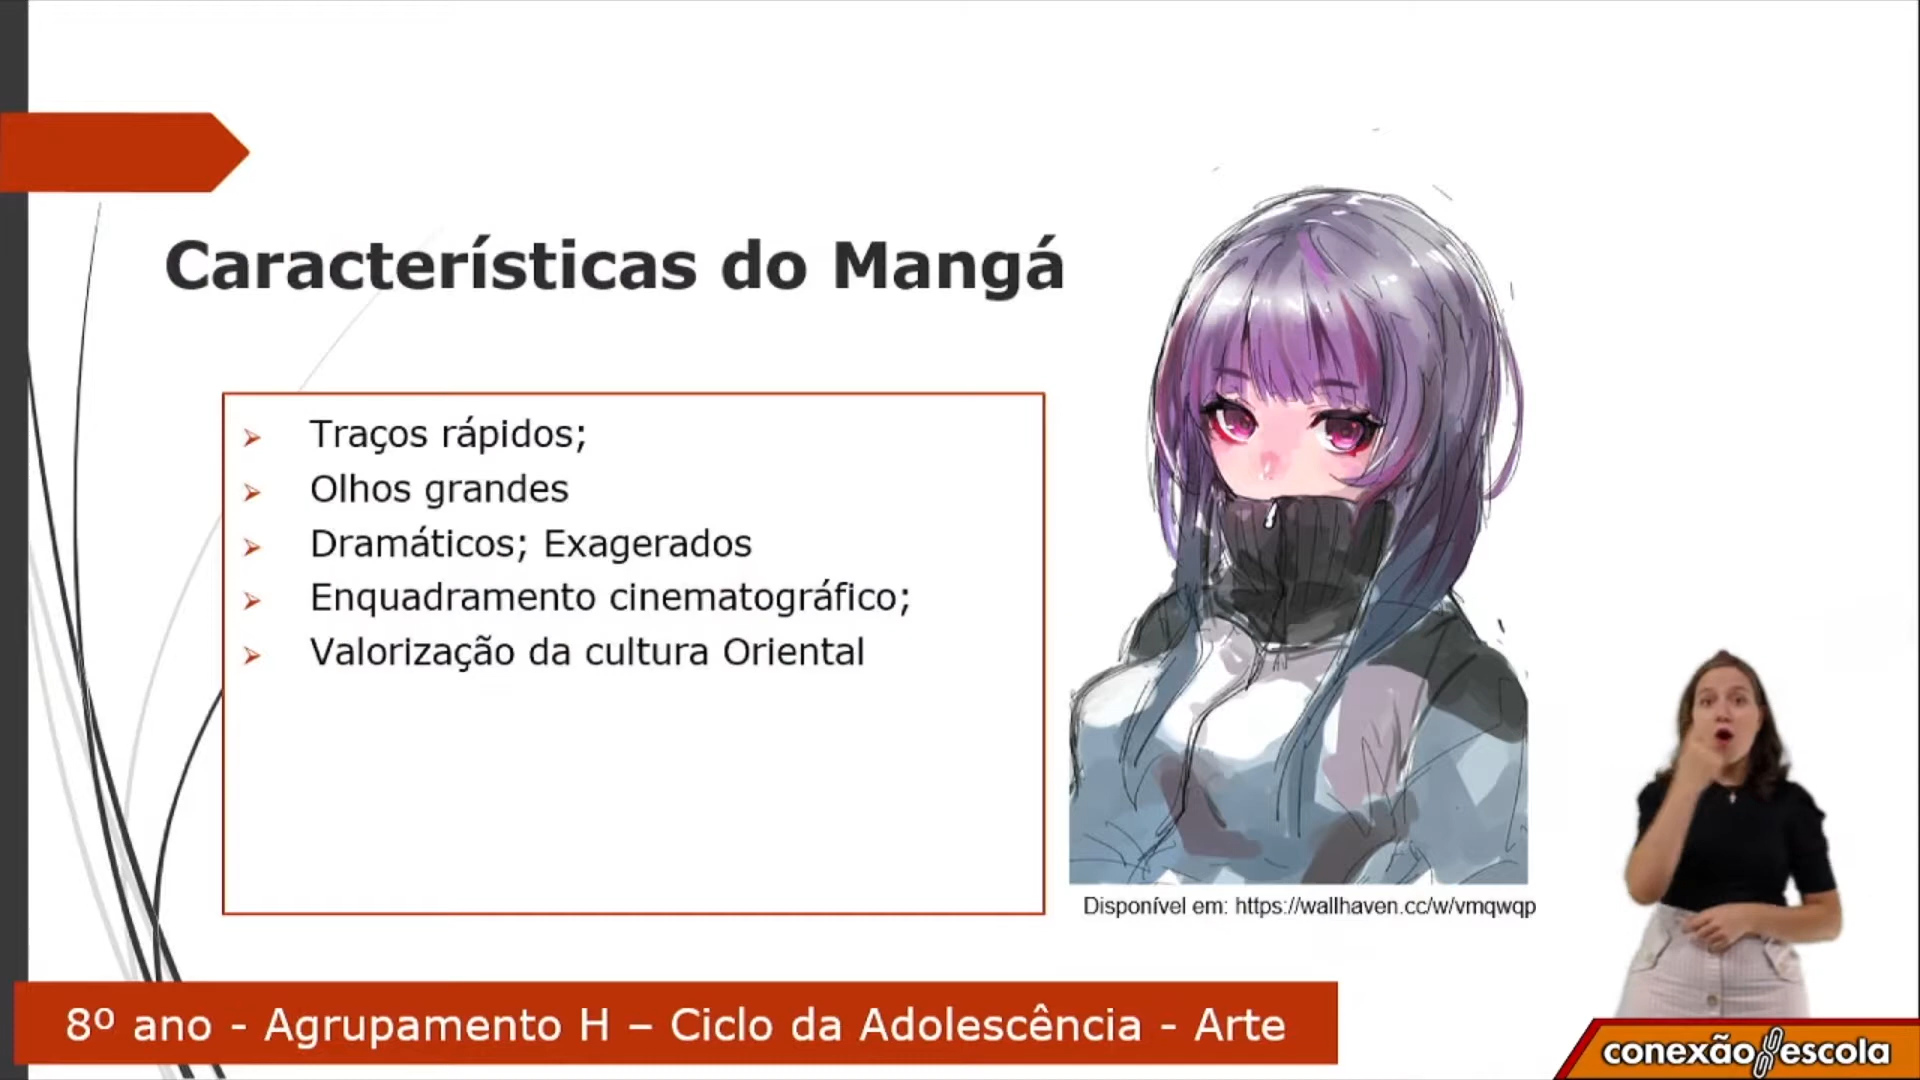 Características do Mangá
Traços rápidos;
Olhos grandes
Dramáticos; Exagerados
Enquadramento cinematográfico;
Valorização da cultura Oriental
Disponível em: https://wallhaven.cc/w/vmqwqp
8º ano - Agrupamento H – Ciclo da Adolescência - Arte
conexão escola